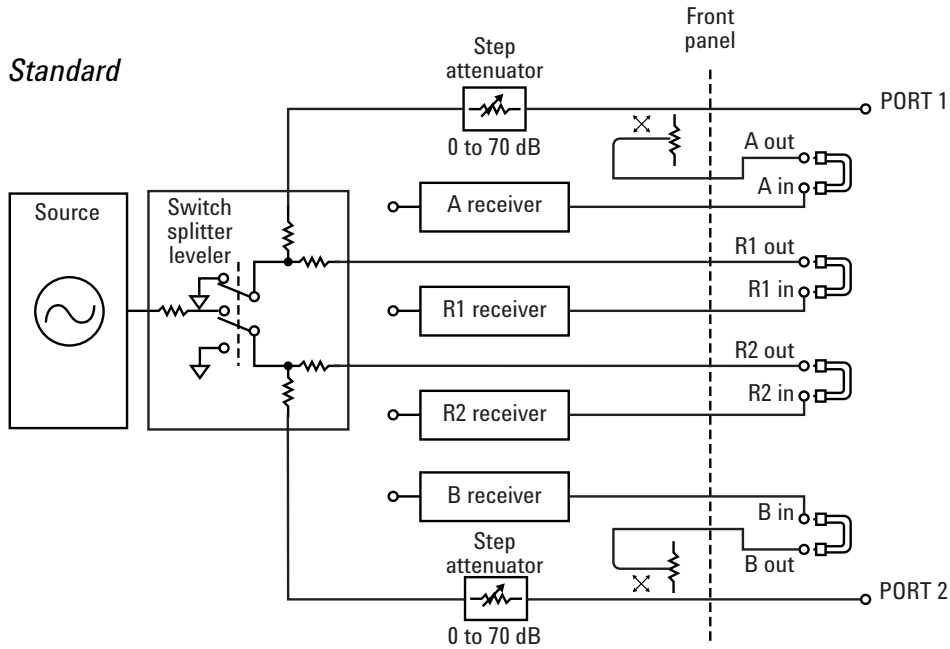 Standard
Front
panel
Step
attenuator
0 to 70 dB
PORT 1
A out
A in
A receiver
Source
Switch
splitter
leveler
R1 out
R1 in
R1 receiver
R2 out
R2 in
R2 receiver
B receiver
B in
B out
Step
attenuator
0 to 70 dB
PORT 2